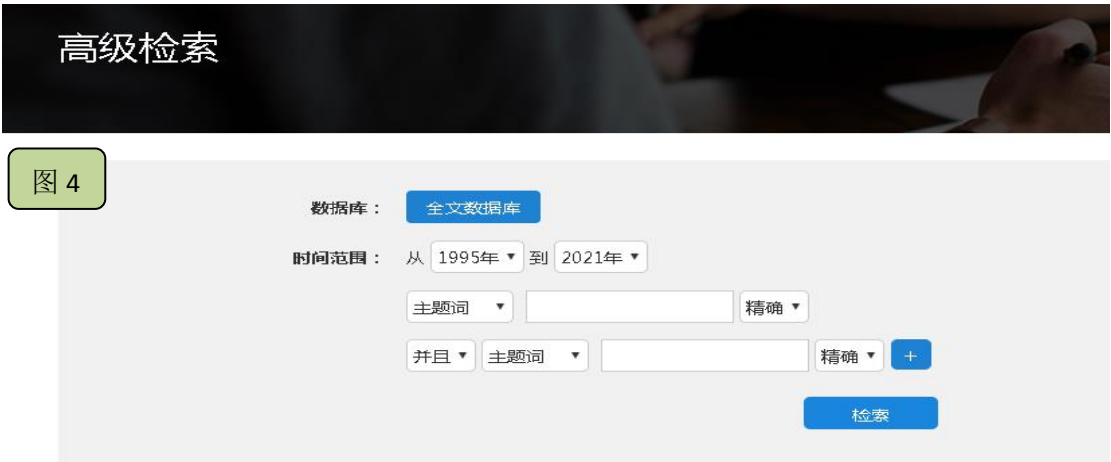 高级检索
图 4
数据库： 全文数据库
时间范围： 从 1995年 到 2021年
主题词 精确
并且 主题词 精确 +
检索